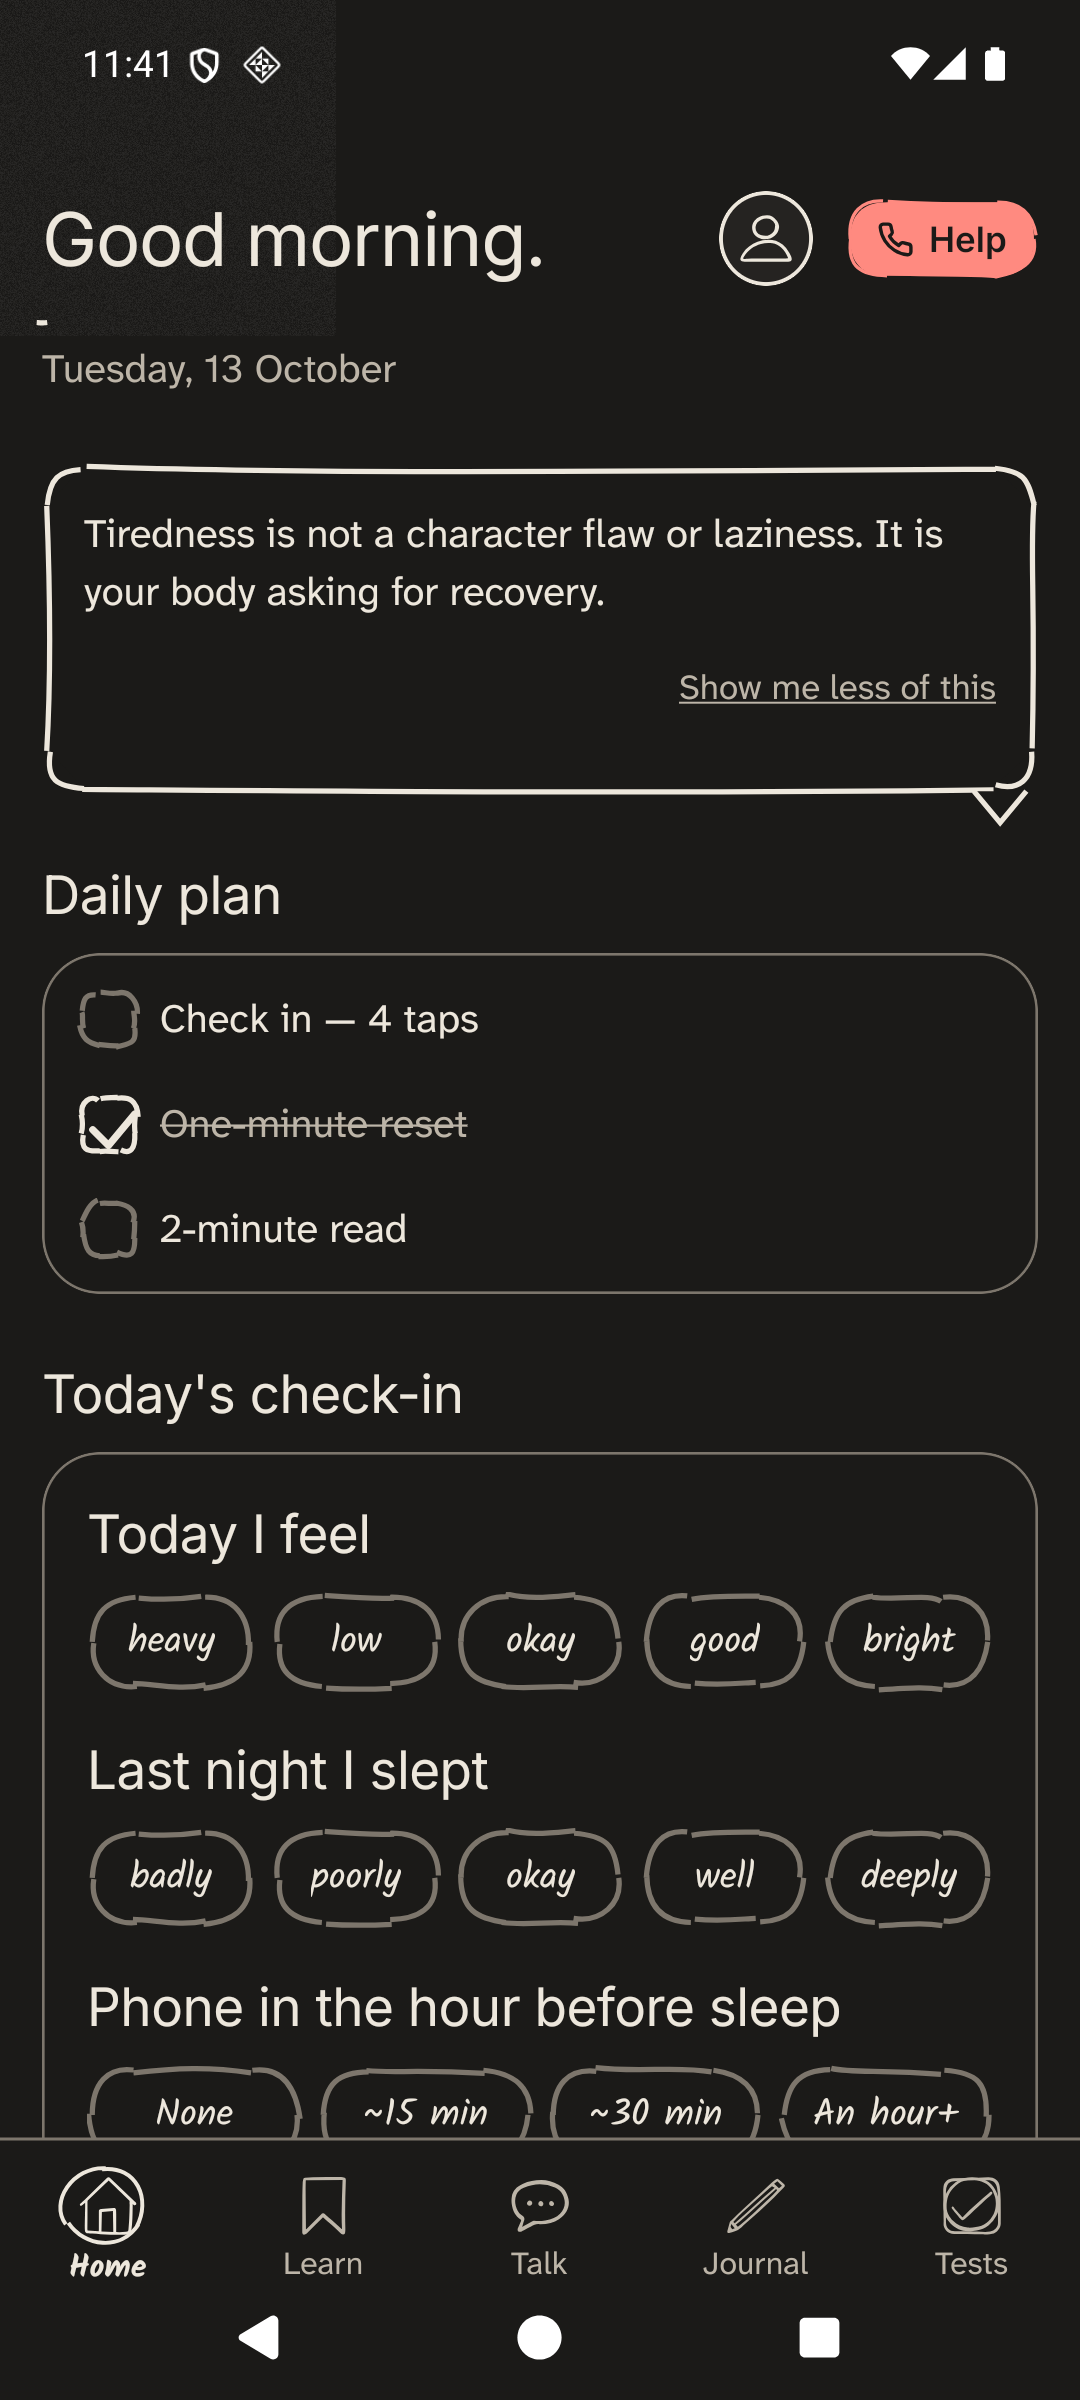 11:41
Good morning.
Help
Tuesday, 13 October
Tiredness is not a character flaw or laziness. It is
your body asking for recovery.
Show me less of this
Daily plan
Check in — 4 taps
One-minute reset
2-minute read
Today's check-in
Today I feel
heavy low okay good bright
Last night I slept
badly poorly okay well deeply
Phone in the hour before sleep
None ~15 min ~30 min An hour+
Home Learn Talk Journal Tests